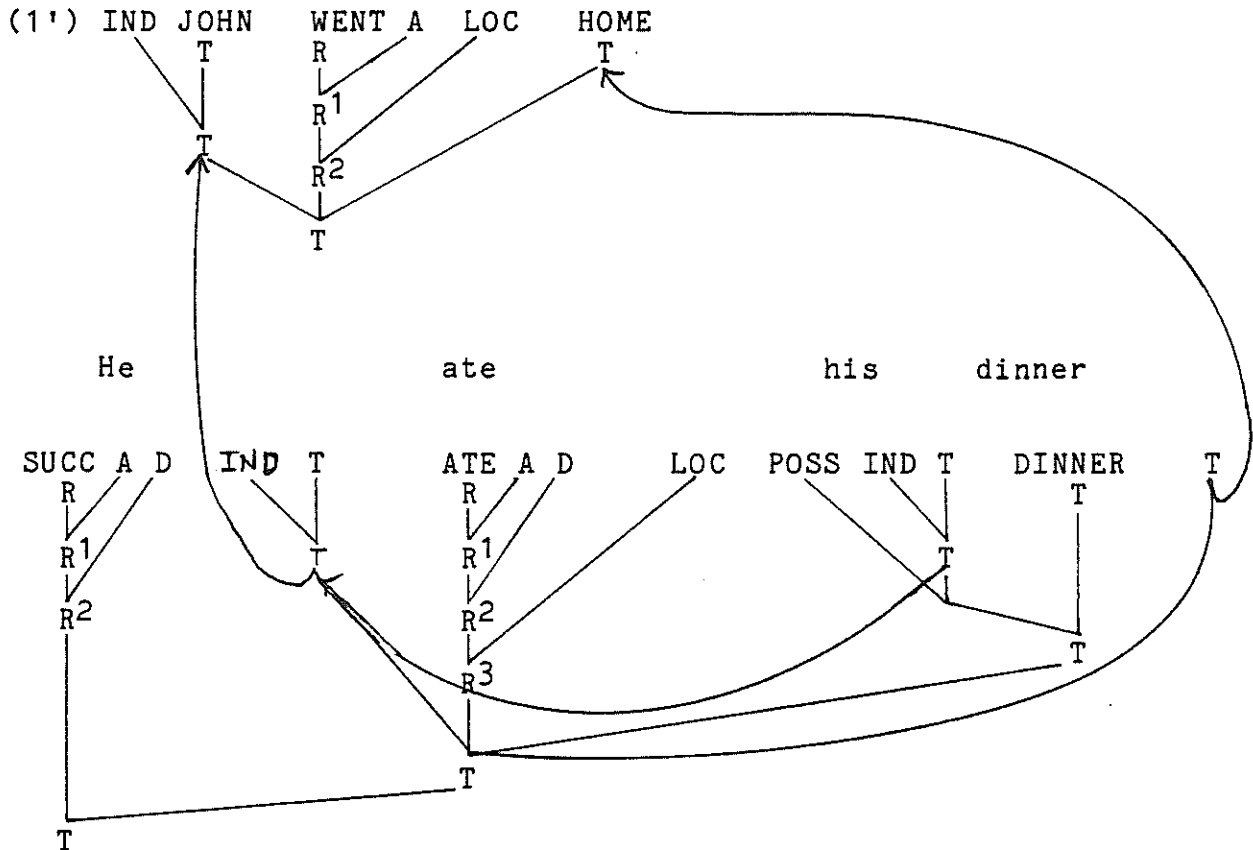 (1') IND JOHN WENT A LOC HOME
T R T
R1
T
R2
T
He ate his dinner
SUCC A D IND T ATE A D LOC POSS IND T DINNER T
R R T
R1 T R1 T
R2 R2
R3 T
T
T